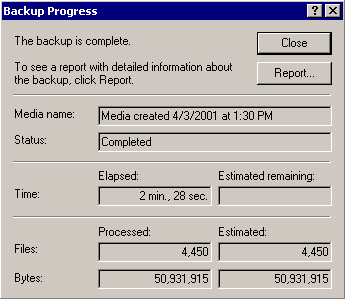 Backup Progress
The backup is complete.
Close
To see a report with detailed information about
the backup, click Report.
Report...
Media name: Media created 4/3/2001 at 1:30 PM
Status: Completed
Elapsed: Estimated remaining:
Time: 2 min., 28 sec.
Processed: Estimated:
Files: 4,450 4,450
Bytes: 50,931,915 50,931,915